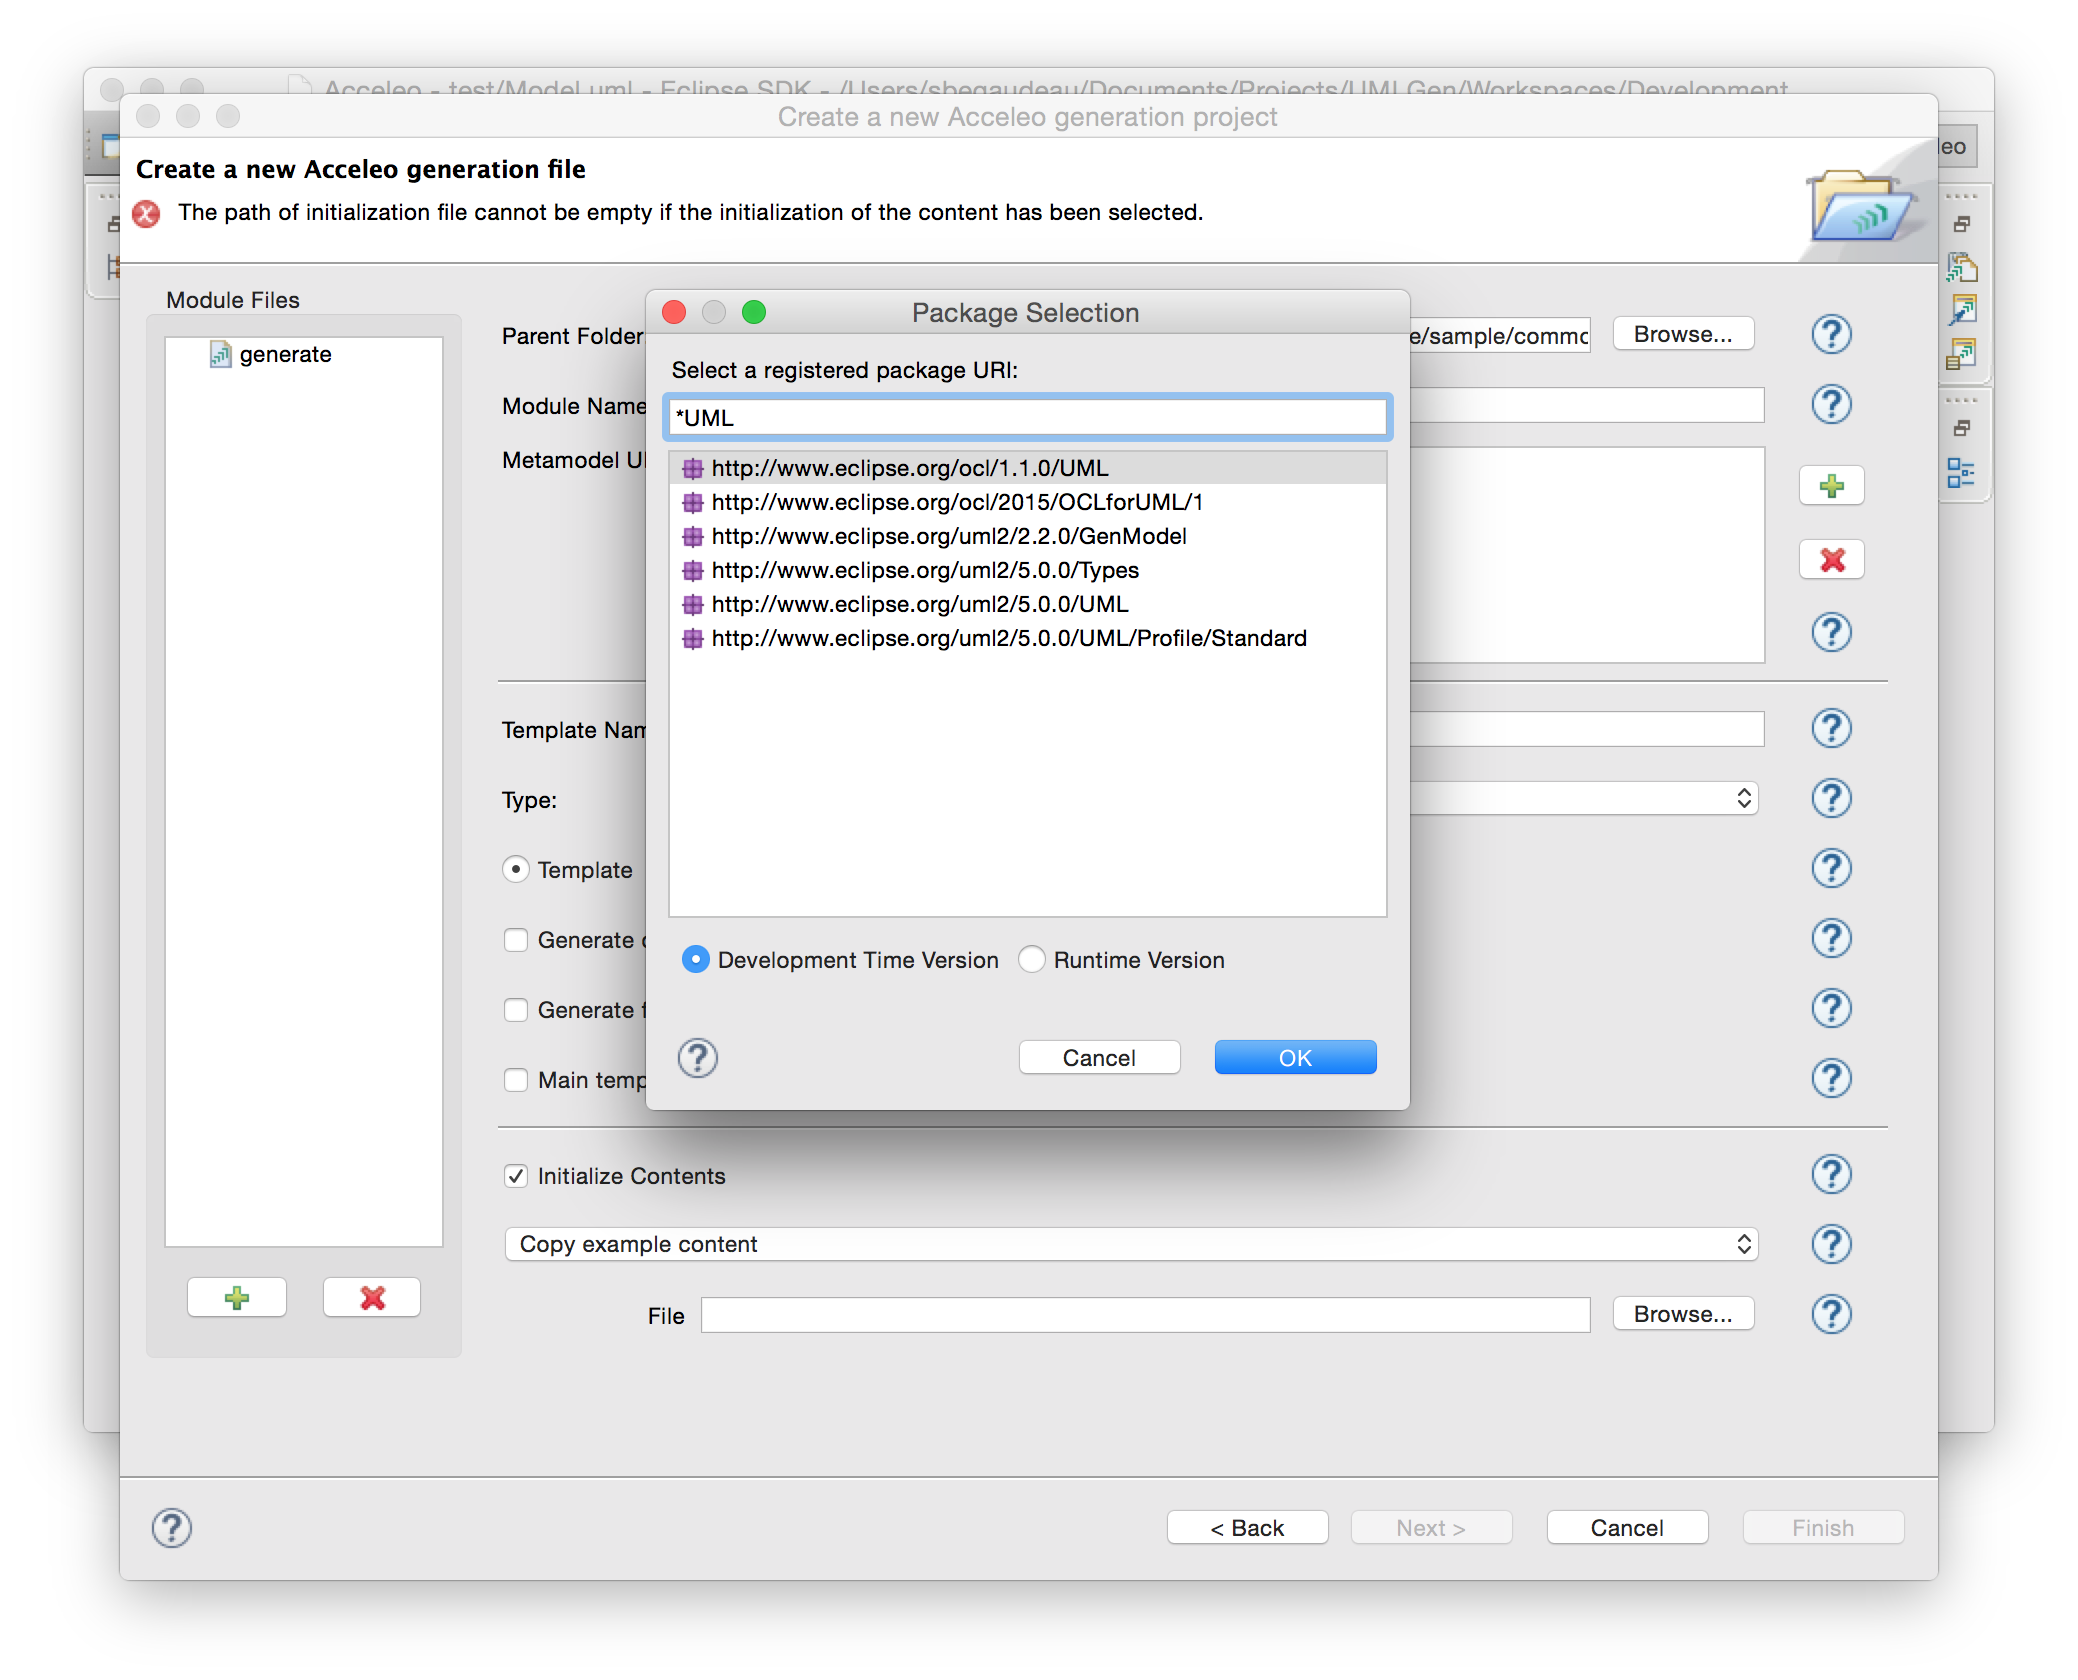 Acceleo - test/Model.uml - Eclipse SDK - /Users/sbegaudeau/Documents/Projects/UMLGen/Workspaces/Development
Create a new Acceleo generation project
eo
Create a new Acceleo generation file
The path of initialization file cannot be empty if the initialization of the content has been selected.
Module Files
generate
Parent Folder:
e/sample/commo
Browse...
Module Name
Metamodel U
Package Selection
Select a registered package URI:
*UML
http://www.eclipse.org/ocl/1.1.0/UML
http://www.eclipse.org/ocl/2015/OCLforUML/1
http://www.eclipse.org/uml2/2.2.0/GenModel
http://www.eclipse.org/uml2/5.0.0/Types
http://www.eclipse.org/uml2/5.0.0/UML
http://www.eclipse.org/uml2/5.0.0/UML/Profile/Standard
Development Time Version
Runtime Version
Cancel
OK
Template Nam
Type:
Template
Generate
Generate
Main temp
Initialize Contents
Copy example content
File
Browse...
< Back
Next >
Cancel
Finish